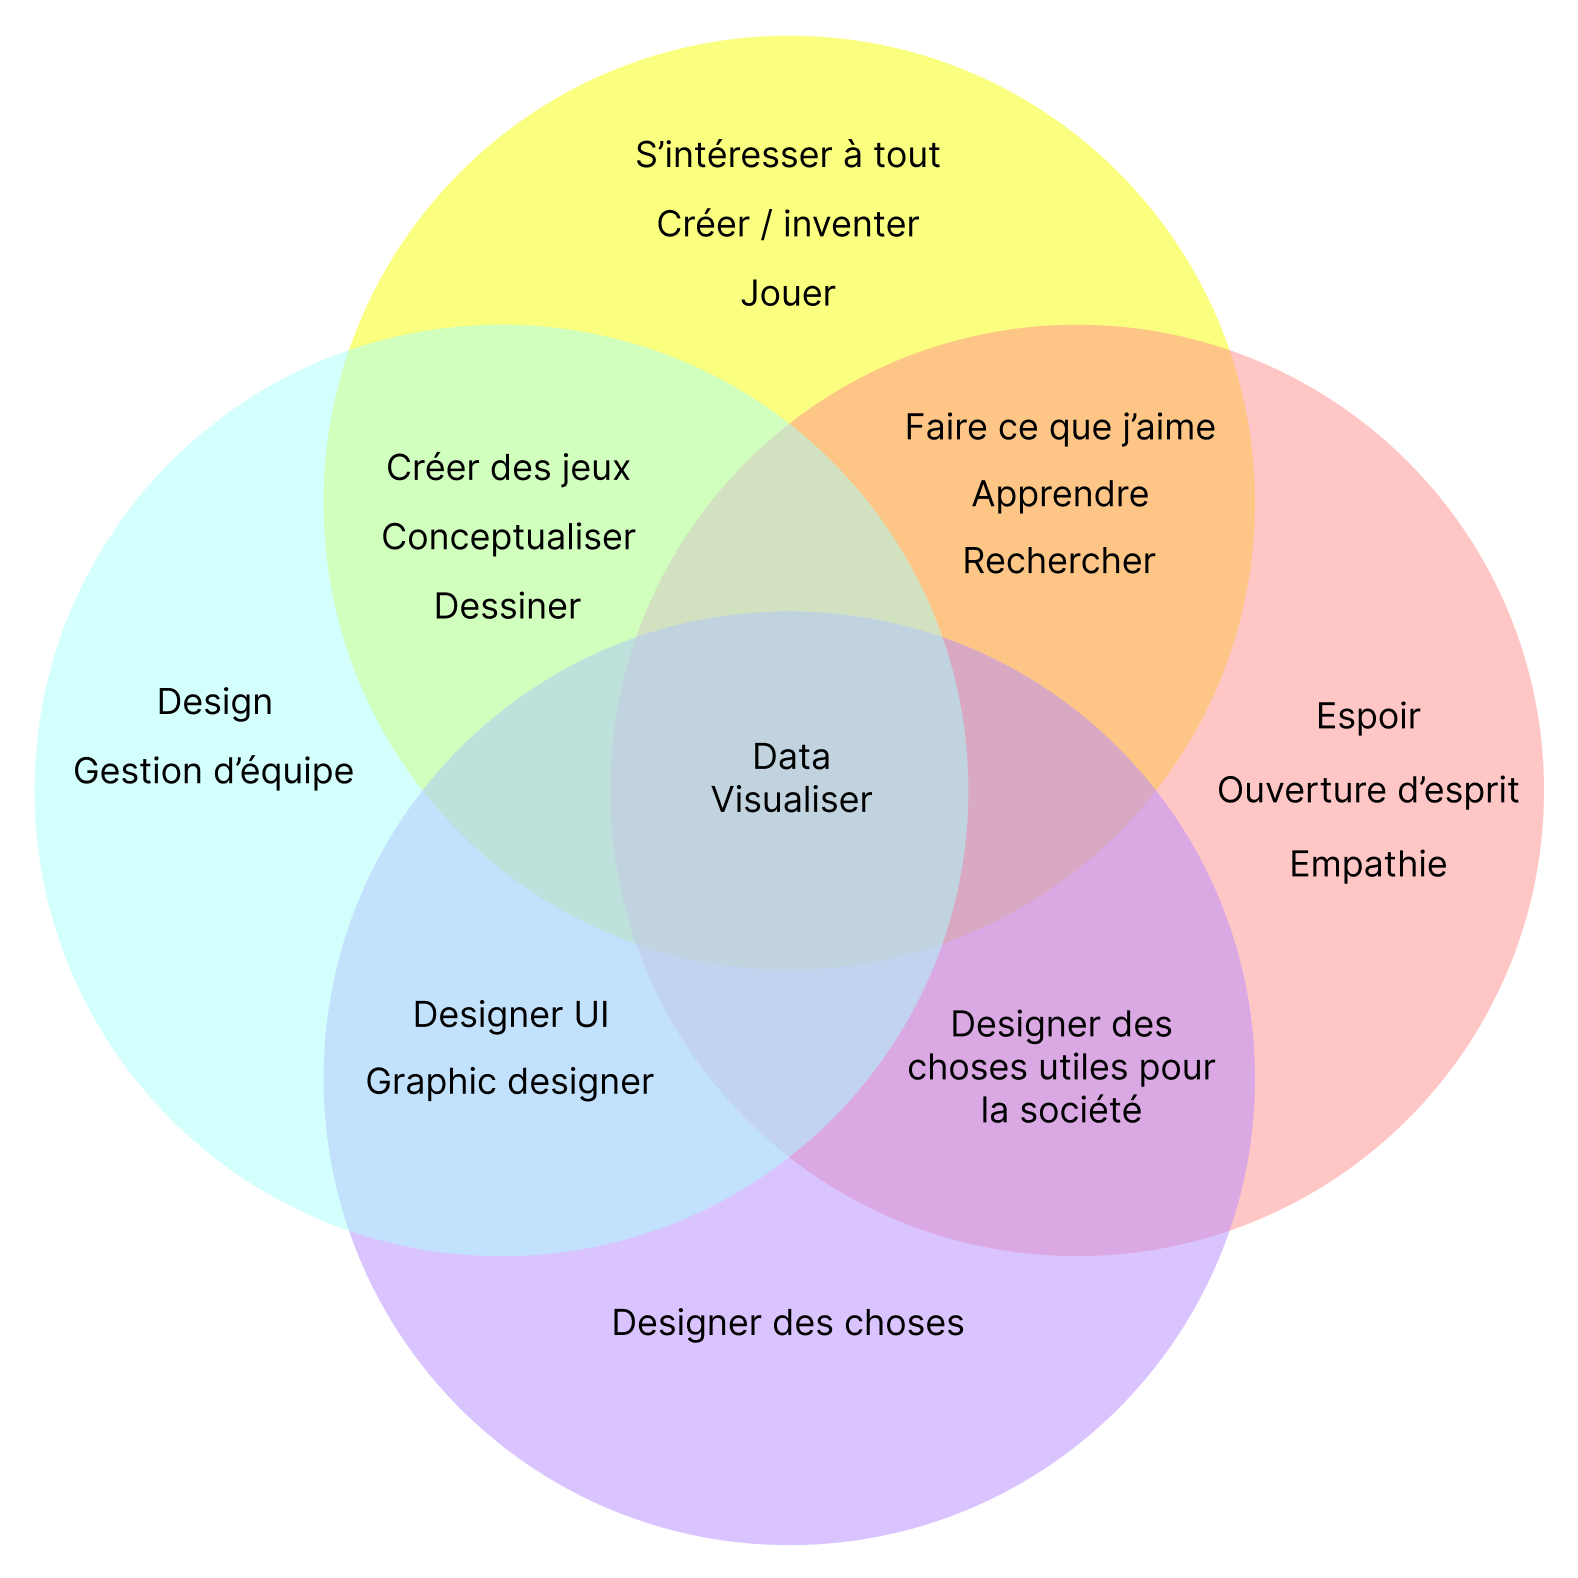 S’intéresser à tout
Créer / inventer
Jouer
Créer des jeux
Conceptualiser
Dessiner
Faire ce que j’aime
Apprendre
Rechercher
Design
Gestion d’équipe
Data
Visualiser
Espoir
Ouverture d’esprit
Empathie
Designer UI
Graphic designer
Designer des
choses utiles pour
la société
Designer des choses